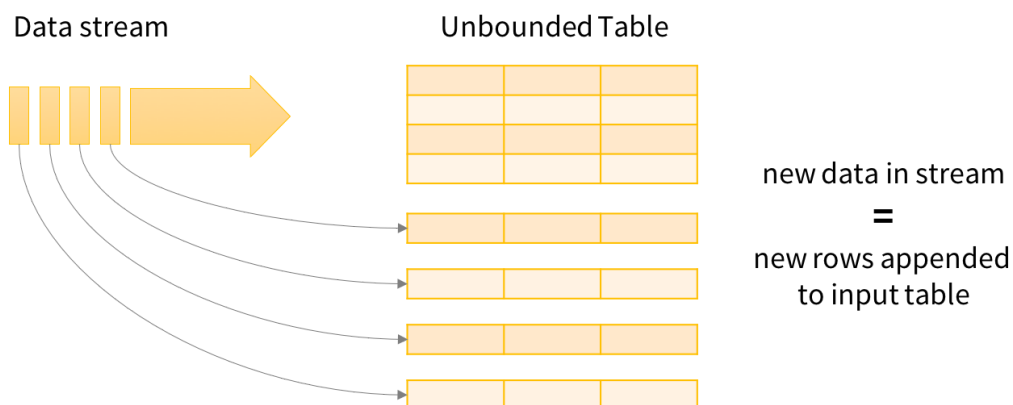 Data stream
Unbounded Table
new data in stream
=
new rows appended
to input table